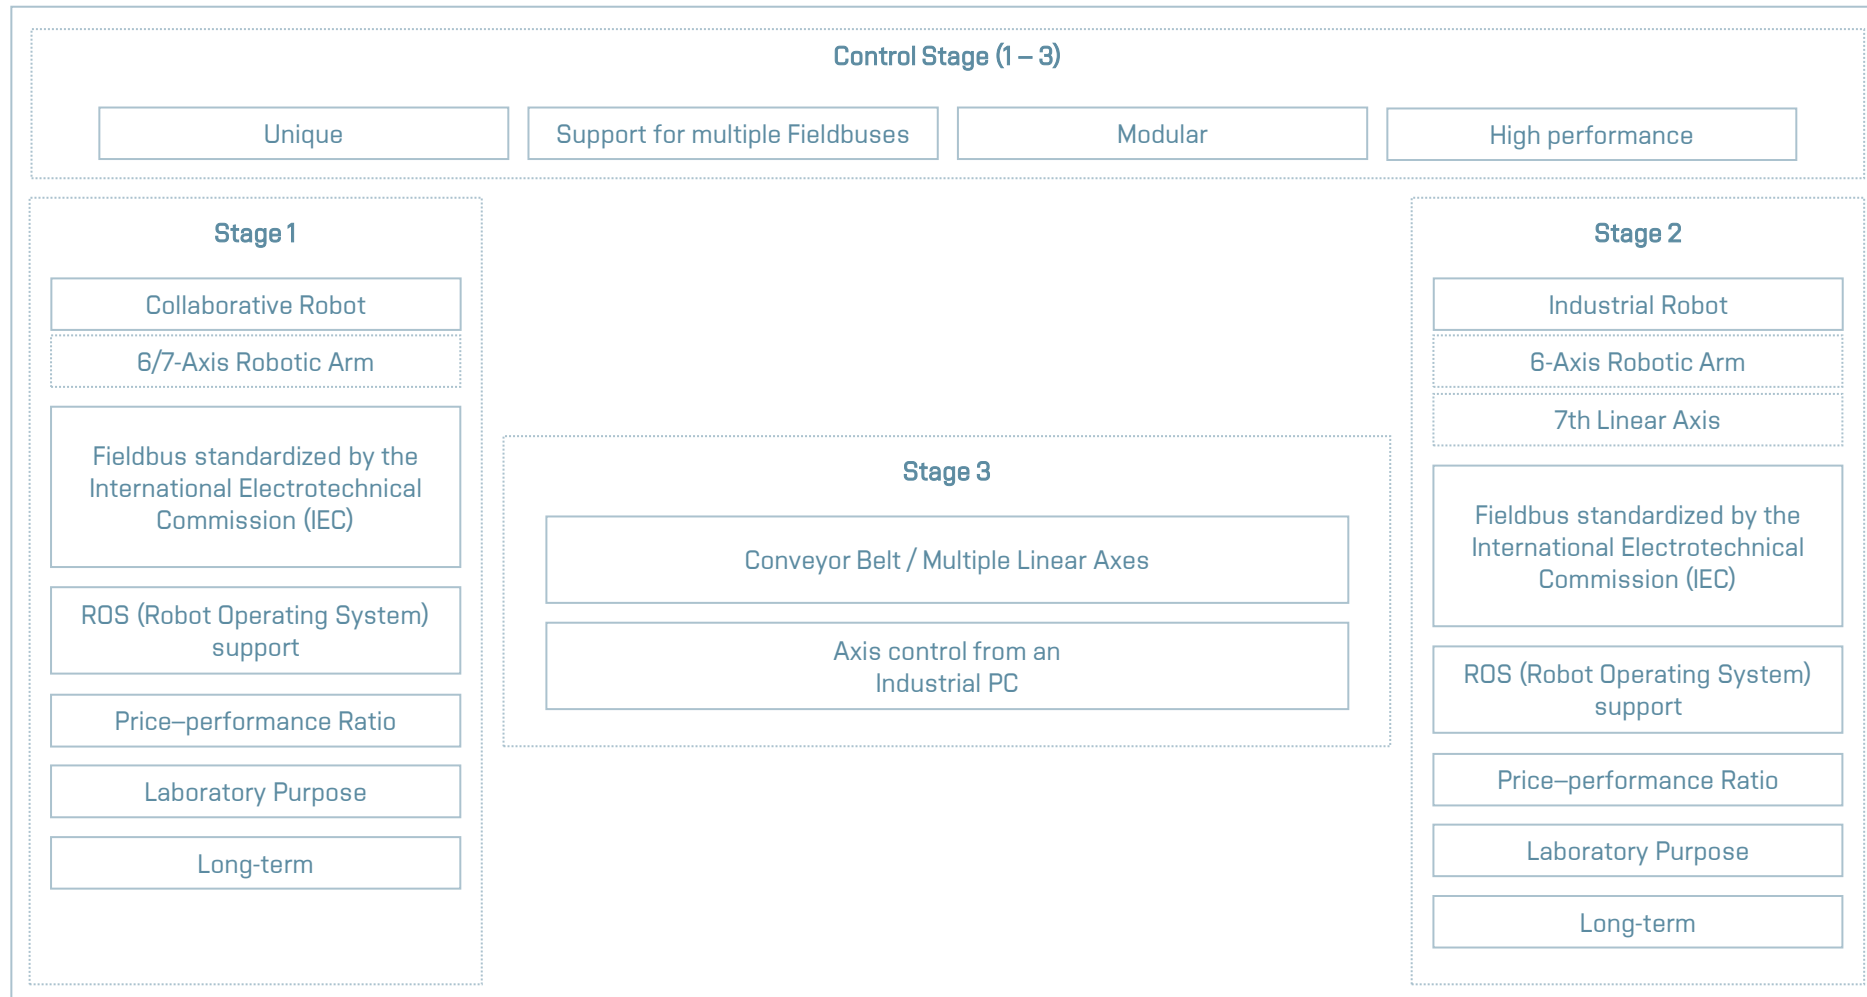 Control Stage (1 – 3)
Unique
Support for multiple Fieldbuses
Modular
High performance
Stage 1
Collaborative Robot
6/7-Axis Robotic Arm
Fieldbus standardized by the
International Electrotechnical
Commission (IEC)
ROS (Robot Operating System)
support
Price–performance Ratio
Laboratory Purpose
Long-term
Stage 3
Conveyor Belt / Multiple Linear Axes
Axis control from an
Industrial PC
Stage 2
Industrial Robot
6-Axis Robotic Arm
7th Linear Axis
Fieldbus standardized by the
International Electrotechnical
Commission (IEC)
ROS (Robot Operating System)
support
Price–performance Ratio
Laboratory Purpose
Long-term